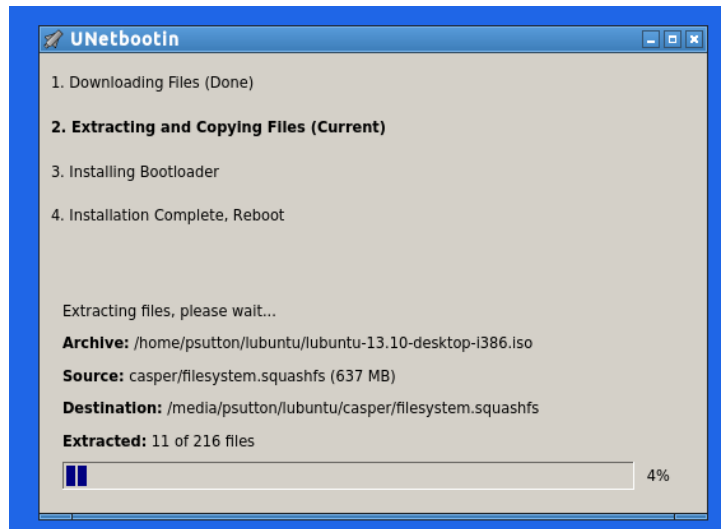 UNetbootin
1. Downloading Files (Done)
2. Extracting and Copying Files (Current)
3. Installing Bootloader
4. Installation Complete, Reboot
Extracting files, please wait...
Archive: /home/psutton/lubuntu/lubuntu-13.10-desktop-i386.iso
Source: casper/filesystem.squashfs (637 MB)
Destination: /media/psutton/lubuntu/casper/filesystem.squashfs
Extracted: 11 of 216 files
4%